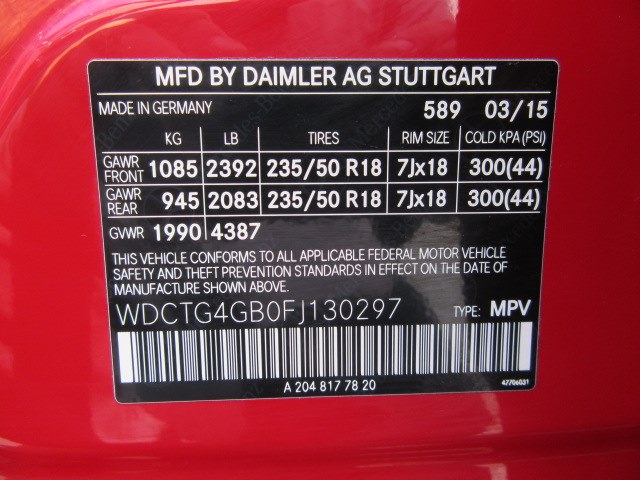 MFD BY DAIMLER AG STUTTGART
MADE IN GERMANY 589 03/15
KG LB TIRES RIM SIZE COLD KPA (PSI)
GAWR FRONT 1085 2392 235/50 R18 7Jx18 300(44)
GAWR REAR 945 2083 235/50 R18 7Jx18 300(44)
GVWR 1990 4387
THIS VEHICLE CONFORMS TO ALL APPLICABLE FEDERAL MOTOR VEHICLE
SAFETY AND THEFT PREVENTION STANDARDS IN EFFECT ON THE DATE OF
MANUFACTURE SHOWN ABOVE.
WDCTG4GB0FJ130297 TYPE: MPV
A 204 817 78 20 47706031